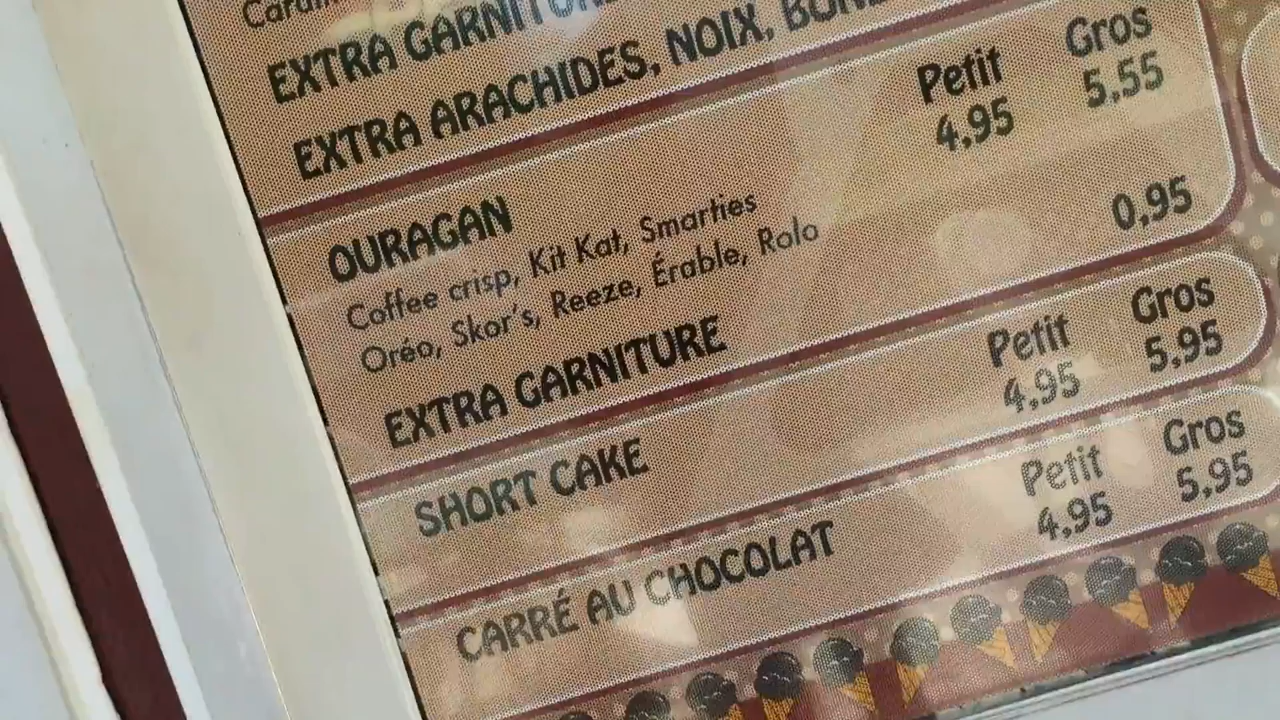 EXTRA GARNITURE
EXTRA ARACHIDES, NOIX,
Petit Gros
OURAGAN 4.95 5.55
Coffee crisp, Kit Kat, Smarties
Oréo, Skor's, Reeze, Érable, Rolo
EXTRA GARNITURE 0.95
Petit Gros
SHORT CAKE 4.95 5.95
Petit Gros
CARRÉ AU CHOCOLAT 4.95 5.95